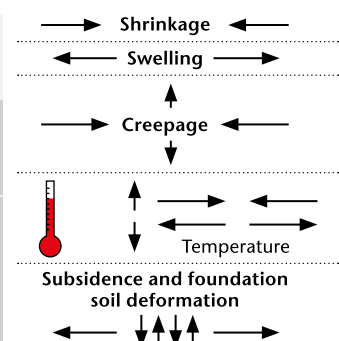 Shrinkage
Swelling
Creepage
Temperature
Subsidence and foundation
soil deformation